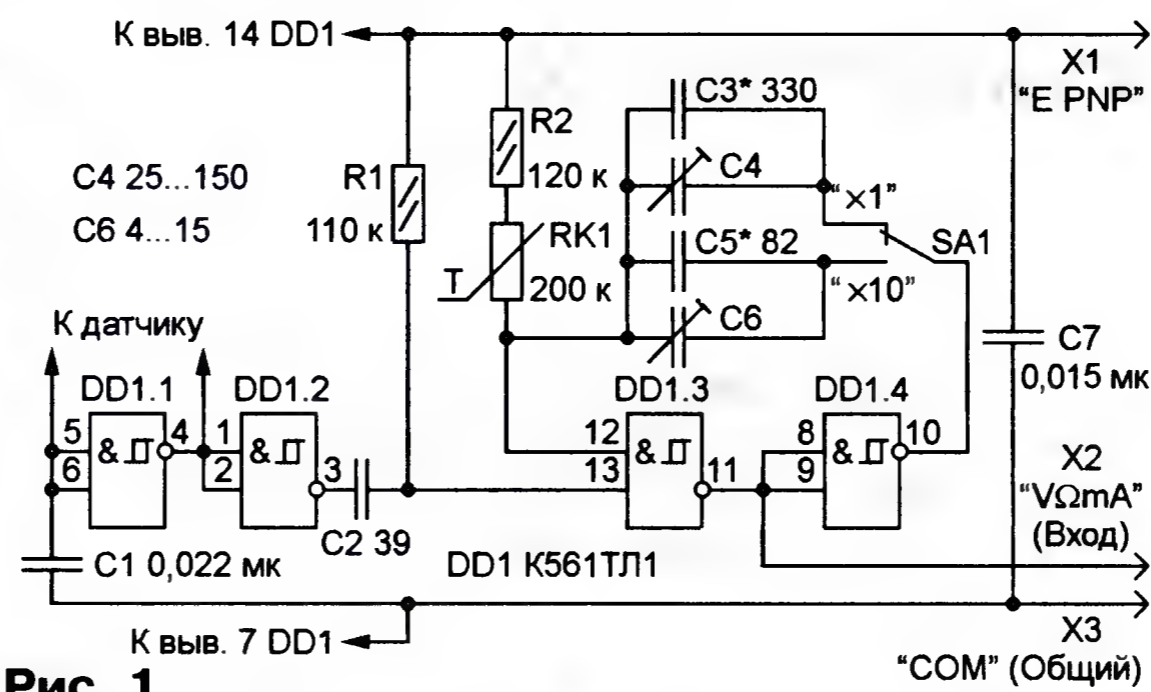 К выв. 14 DD1
X1
“E PNP”
C3* 330
R2
120 к
C4 25...150
C6 4...15
R1
110 к
C4
“×1”
RK1
200 к
T
C5* 82
SA1
“×10”
C6
К датчику
C7
0,015 мк
DD1.1
DD1.2
DD1.3
DD1.4
5
6
&
4
1
2
&
3
12
13
&
11
8
9
&
10
X2
“VΩmA”
(Вход)
C2 39
C1 0,022 мк
DD1 К561ТЛ1
К выв. 7 DD1
X3
“COM” (Общий)
Рис. 1